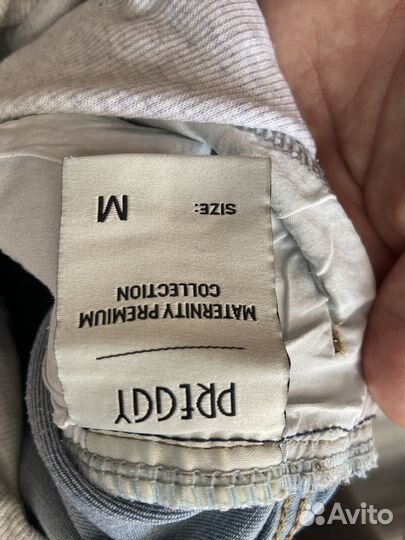 PREGGY
MATERNITY PREMIUM
COLLECTION
SIZE: M
Avito